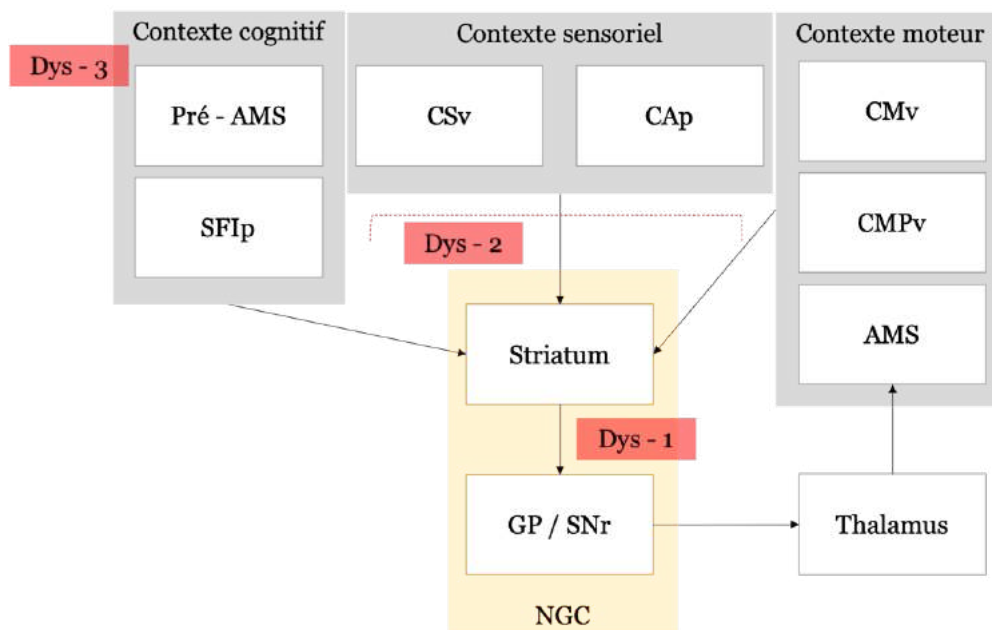 Contexte cognitif
Contexte sensoriel
Contexte moteur
Dys - 3
Pré - AMS
CSv
CAp
CMv
SFIp
CMPv
Dys - 2
AMS
Striatum
Dys - 1
GP / SNr
Thalamus
NGC